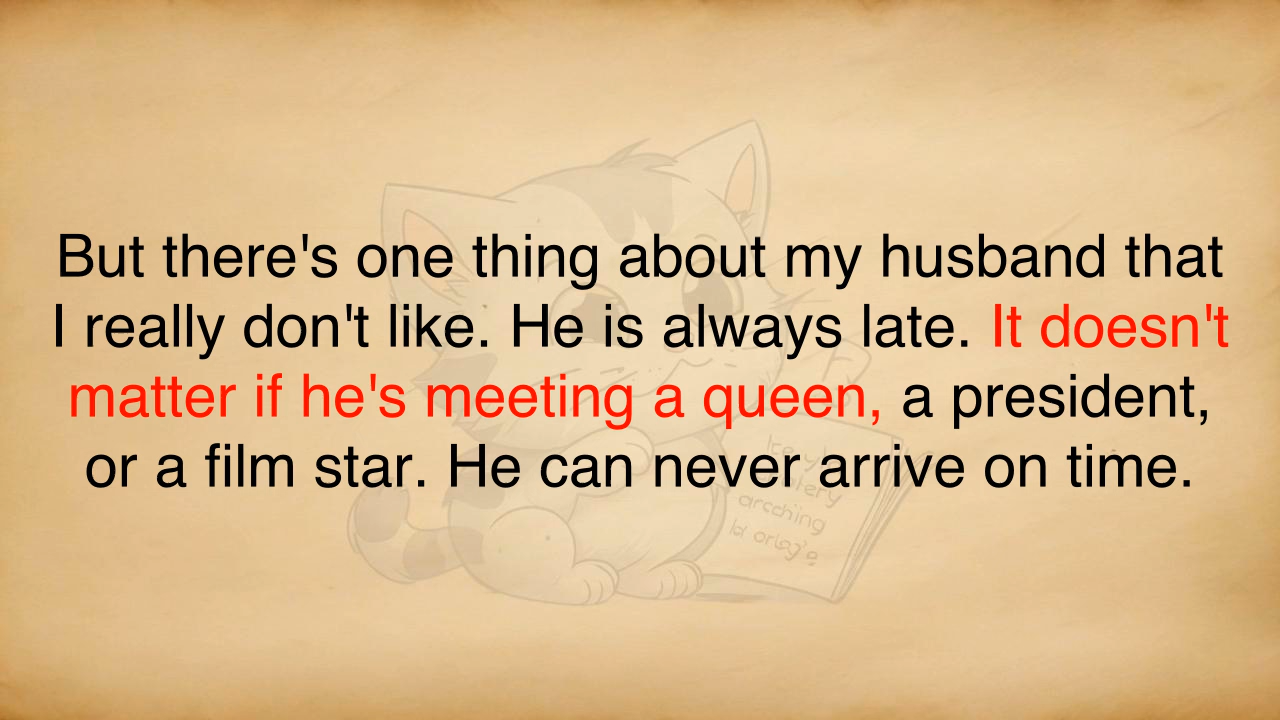 But there's one thing about my husband that
I really don't like. He is always late. It doesn't
matter if he's meeting a queen, a president,
or a film star. He can never arrive on time.